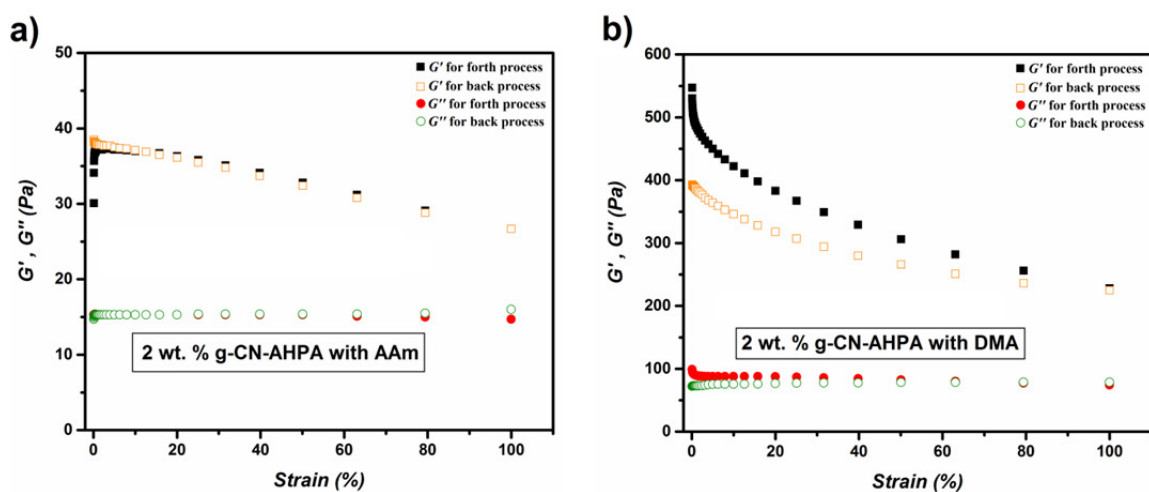 a)
50
40
30
20
10
0
G' , G'' (Pa)
G' for forth process
G' for back process
G'' for forth process
G'' for back process
2 wt. % g-CN-AHPA with AAm
0 20 40 60 80 100
Strain (%)
b)
600
500
400
300
200
100
0
G' , G'' (Pa)
G' for forth process
G' for back process
G'' for forth process
G'' for back process
2 wt. % g-CN-AHPA with DMA
0 20 40 60 80 100
Strain (%)